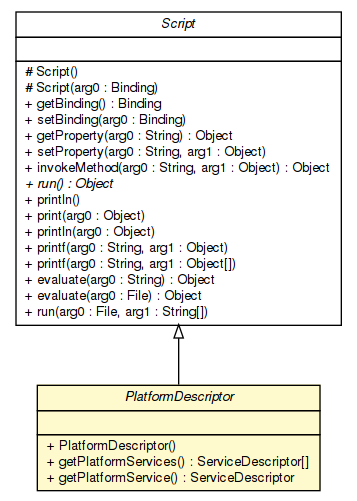 Script
# Script()
# Script(arg0 : Binding)
+ getBinding() : Binding
+ setBinding(arg0 : Binding)
+ getProperty(arg0 : String) : Object
+ setProperty(arg0 : String, arg1 : Object)
+ invokeMethod(arg0 : String, arg1 : Object) : Object
+ run() : Object
+ println()
+ print(arg0 : Object)
+ println(arg0 : Object)
+ printf(arg0 : String, arg1 : Object)
+ printf(arg0 : String, arg1 : Object[])
+ evaluate(arg0 : String) : Object
+ evaluate(arg0 : File) : Object
+ run(arg0 : File, arg1 : String[])
PlatformDescriptor
+ PlatformDescriptor()
+ getPlatformServices() : ServiceDescriptor[]
+ getPlatformService() : ServiceDescriptor